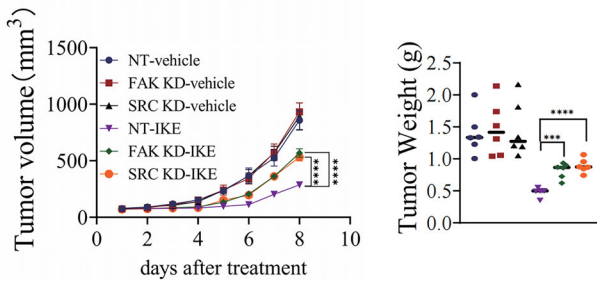 Tumor volume (mm³)
1500
1000
500
0
NT-vehicle
FAK KD-vehicle
SRC KD-vehicle
NT-IKE
FAK KD-IKE
SRC KD-IKE
****
****
0 2 4 6 8 10
days after treatment
Tumor Weight (g)
2.5
2.0
1.5
1.0
0.5
0.0
****
***